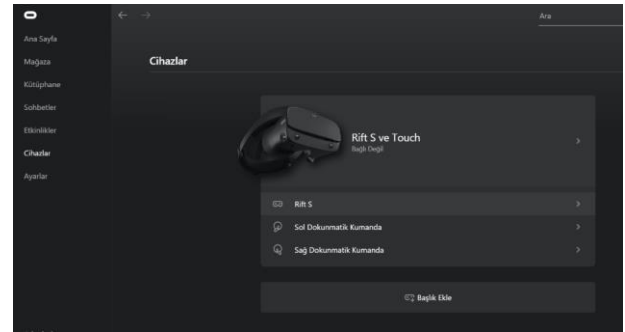 Ara
Ana Sayfa
Mağaza
Kütüphane
Sohbetler
Etkinlikler
Cihazlar
Ayarlar
Cihazlar
Rift S ve Touch
Bağlı Değil
Rift S
Sol Dokunmatik Kumanda
Sağ Dokunmatik Kumanda
Başlık Ekle